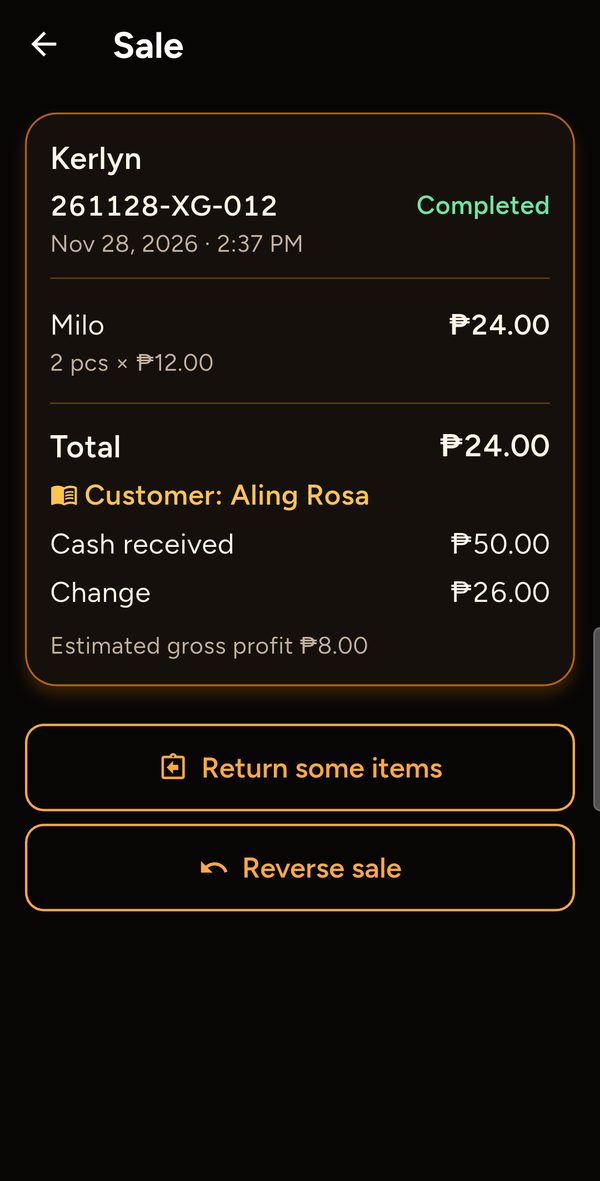 Sale
Kerlyn
261128-XG-012 Completed
Nov 28, 2026 · 2:37 PM
Milo ₱24.00
2 pcs × ₱12.00
Total ₱24.00
Customer: Aling Rosa
Cash received ₱50.00
Change ₱26.00
Estimated gross profit ₱8.00
Return some items
Reverse sale